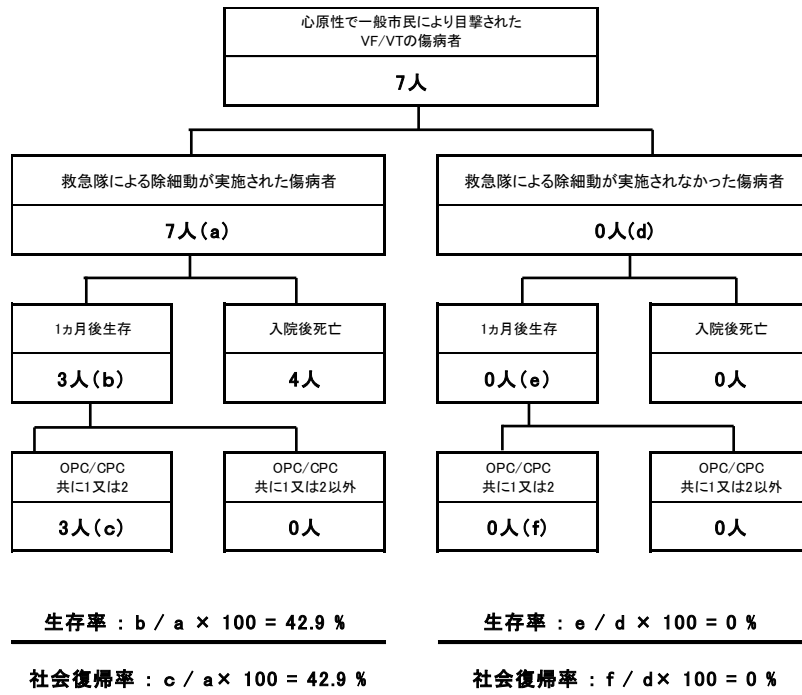 心原性で一般市民により目撃された
VF/VTの傷病者
7人
救急隊による除細動が実施された傷病者
7人(a)
救急隊による除細動が実施されなかった傷病者
0人(d)
1ヵ月後生存
3人(b)
入院後死亡
4人
1ヵ月後生存
0人(e)
入院後死亡
0人
OPC/CPC
共に1又は2
3人(c)
OPC/CPC
共に1又は2以外
0人
OPC/CPC
共に1又は2
0人(f)
OPC/CPC
共に1又は2以外
0人
生存率 : b / a × 100 = 42.9 %
社会復帰率 : c / a× 100 = 42.9 %
生存率 : e / d × 100 = 0 %
社会復帰率 : f / d× 100 = 0 %